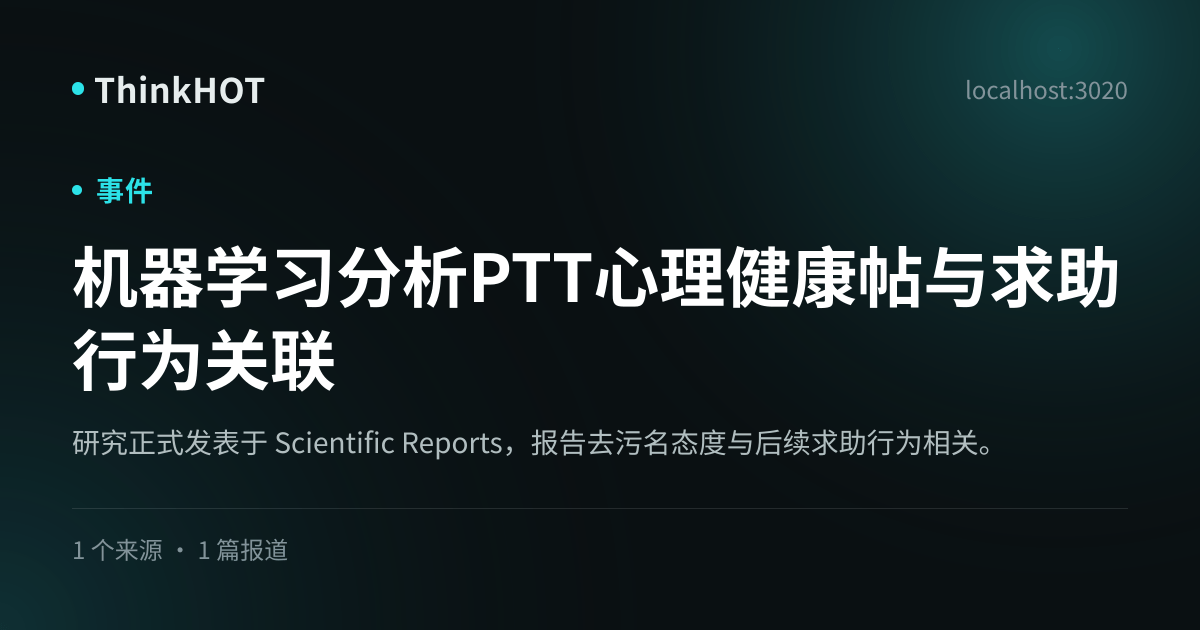 ThinkHOT
localhost:3020
事件
机器学习分析PTT心理健康帖与求助
行为关联
研究正式发表于 Scientific Reports，报告去污名态度与后续求助行为相关。
1 个来源 · 1 篇报道